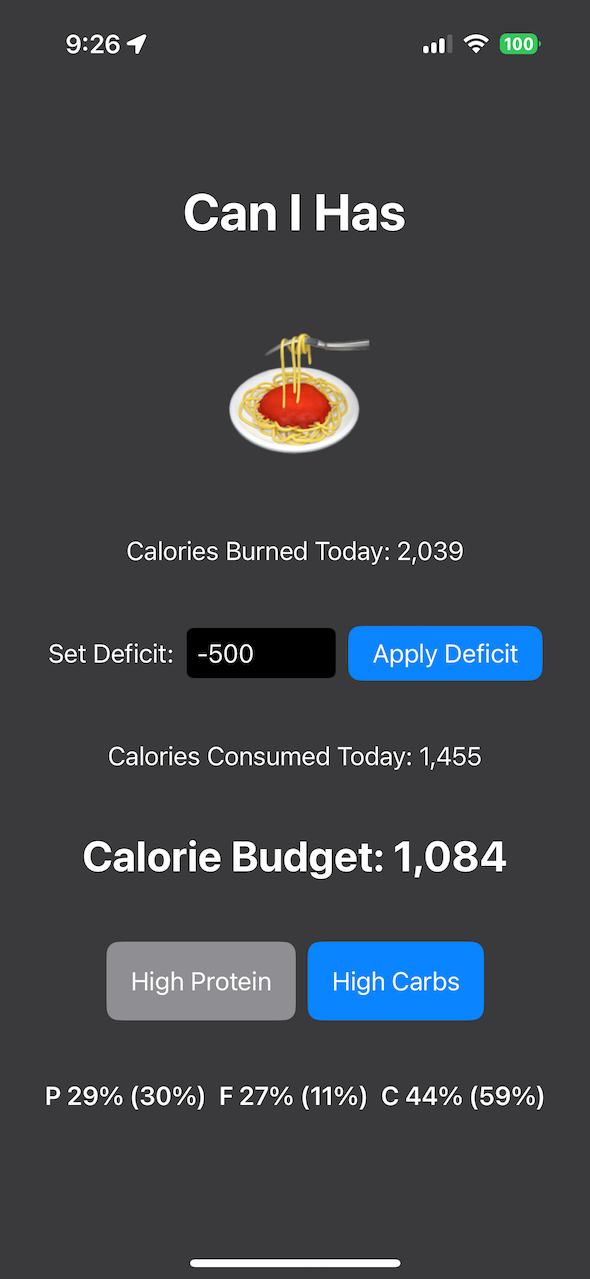 9:26 100
Can I Has
Calories Burned Today: 2,039
Set Deficit: -500 Apply Deficit
Calories Consumed Today: 1,455
Calorie Budget: 1,084
High Protein High Carbs
P 29% (30%) F 27% (11%) C 44% (59%)